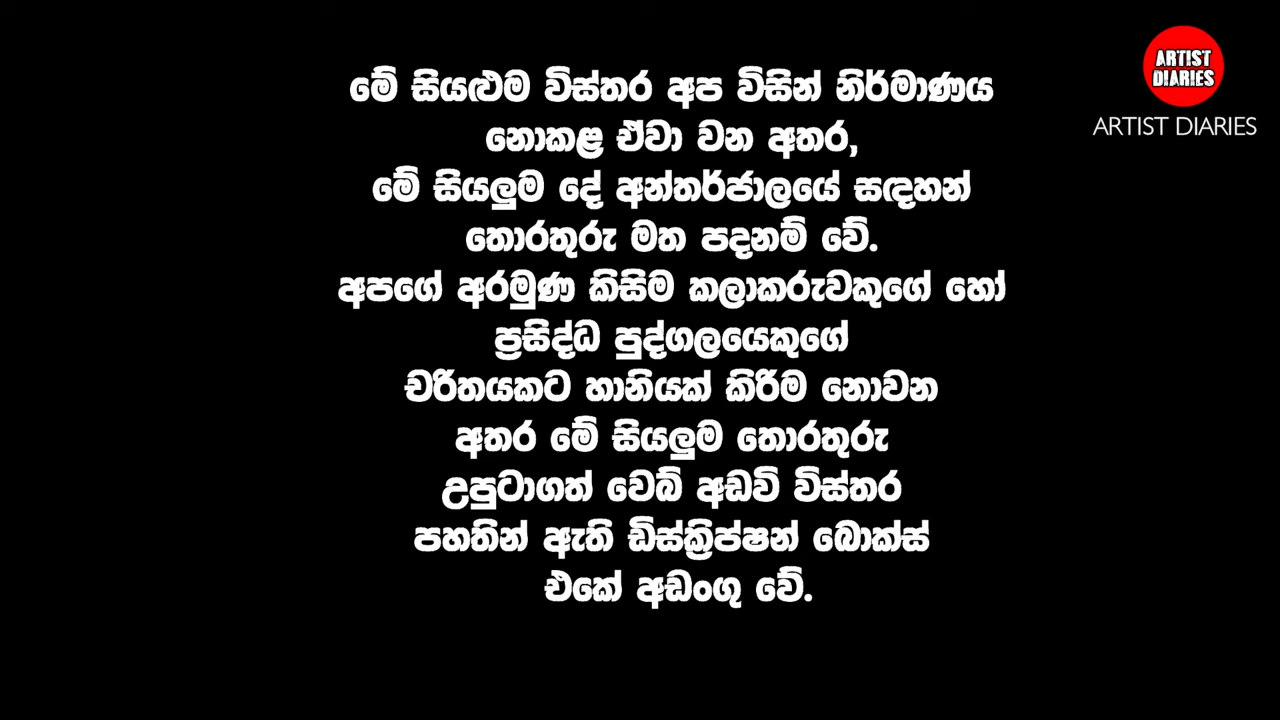 ARTIST
DIARIES
ARTIST DIARIES
මේ සියළුම විස්තර අප විසින් නිර්මාණය
නොකළ ඒවා වන අතර,
මේ සියලුම දේ අන්තර්ජාලයේ සඳහන්
තොරතුරු මත පදනම් වේ.
අපගේ අරමුණ කිසිම කලාකරුවකුගේ හෝ
ප්‍රසිද්ධ පුද්ගලයෙකුගේ
චරිතයකට හානියක් කිරීම නොවන
අතර මේ සියලුම තොරතුරු
උපුටාගත් වෙබ් අඩවි විස්තර
පහතින් ඇති ඩිස්ක්‍රිප්ෂන් බොක්ස්
එකේ අඩංගු වේ.